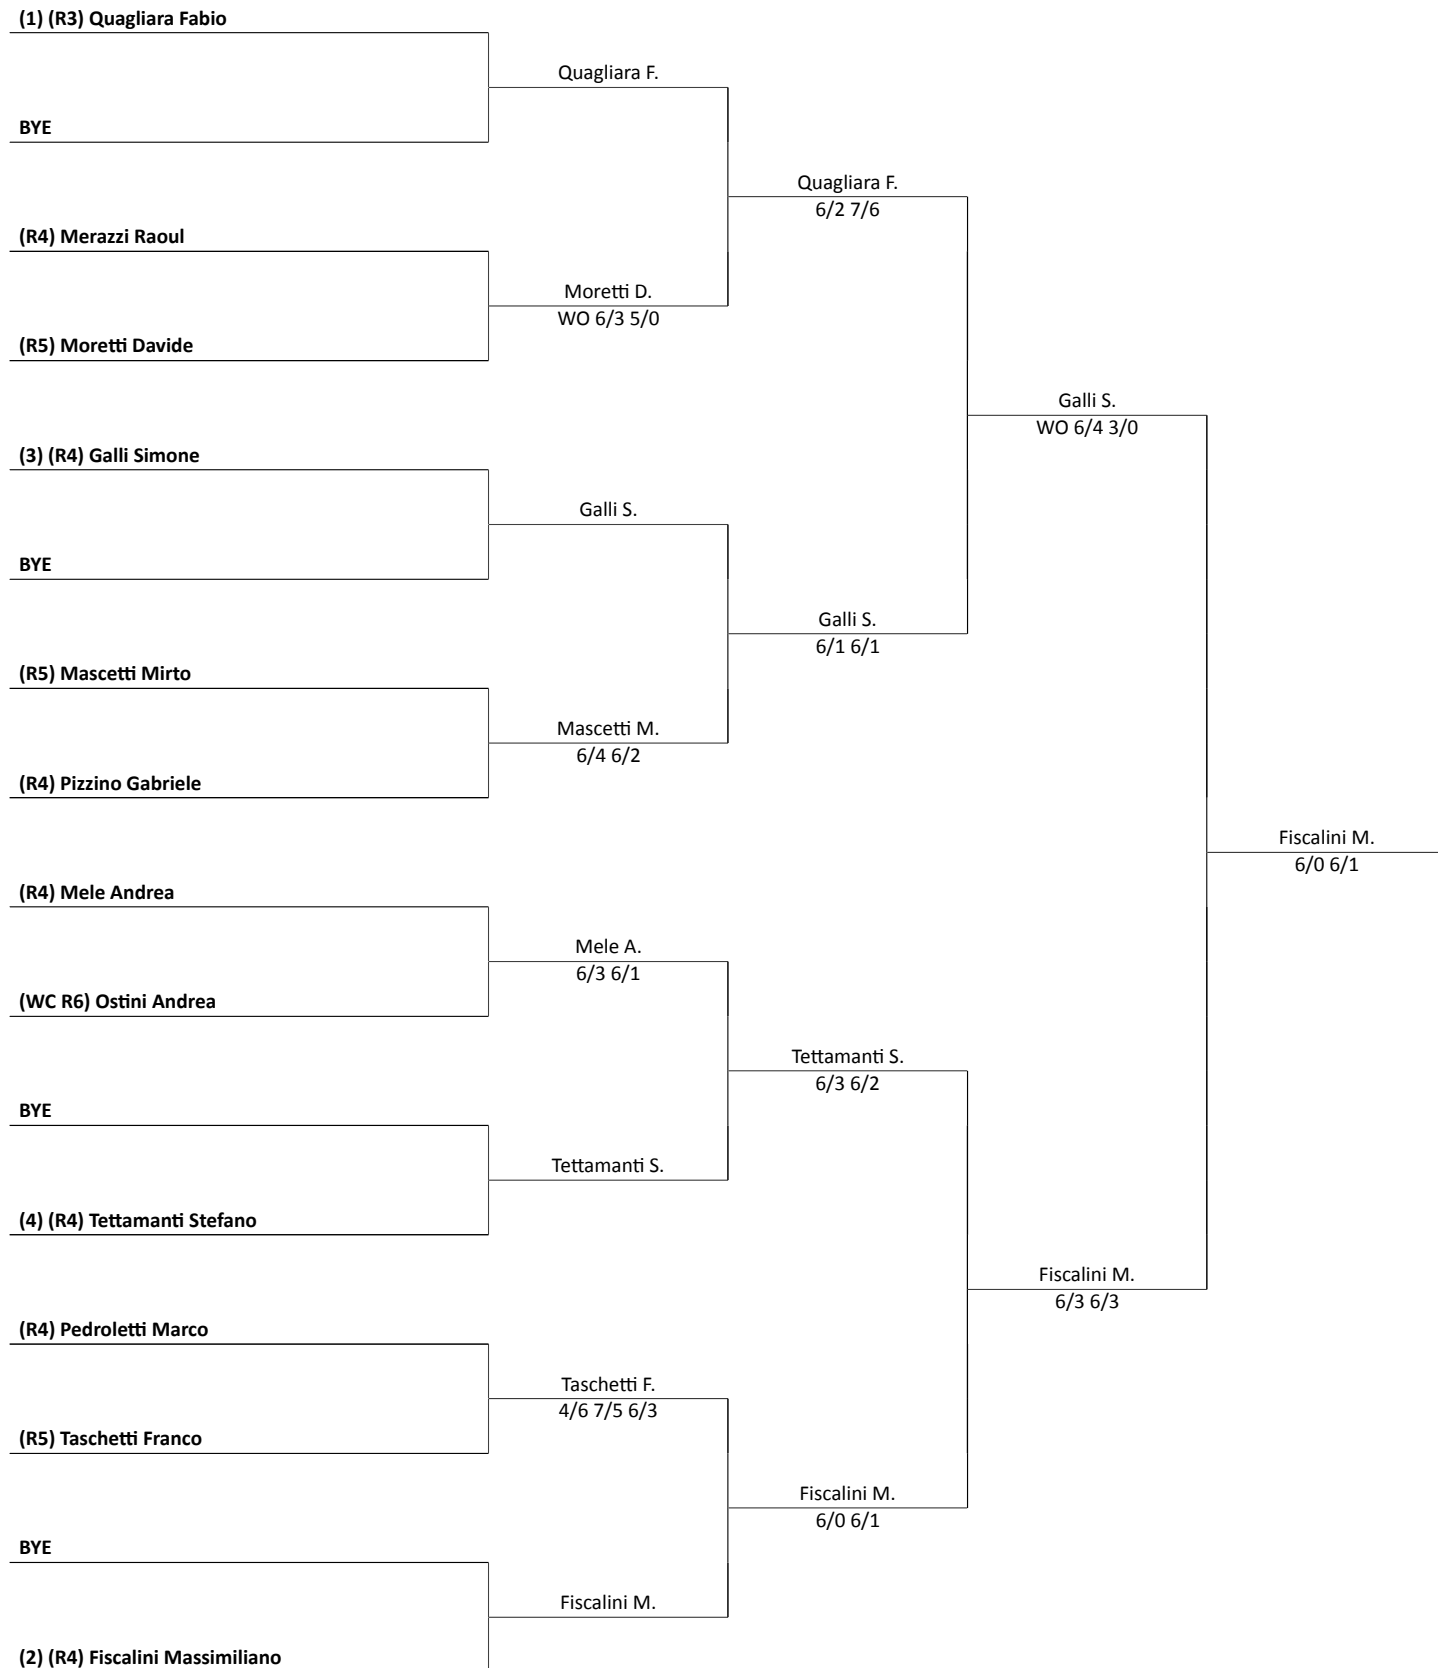 (1) (R3) Quagliara Fabio
Quagliara F.
BYE
Quagliara F.
6/2 7/6
(R4) Merazzi Raoul
Moretti D.
WO 6/3 5/0
(R5) Moretti Davide
Galli S.
WO 6/4 3/0
(3) (R4) Galli Simone
Galli S.
BYE
Galli S.
6/1 6/1
(R5) Mascetti Mirto
Mascetti M.
6/4 6/2
(R4) Pizzino Gabriele
Fiscalini M.
6/0 6/1
(R4) Mele Andrea
Mele A.
6/3 6/1
(WC R6) Ostini Andrea
Tettamanti S.
6/3 6/2
BYE
Tettamanti S.
(4) (R4) Tettamanti Stefano
Fiscalini M.
6/3 6/3
(R4) Pedroletti Marco
Taschetti F.
4/6 7/5 6/3
(R5) Taschetti Franco
Fiscalini M.
6/0 6/1
BYE
Fiscalini M.
(2) (R4) Fiscalini Massimiliano